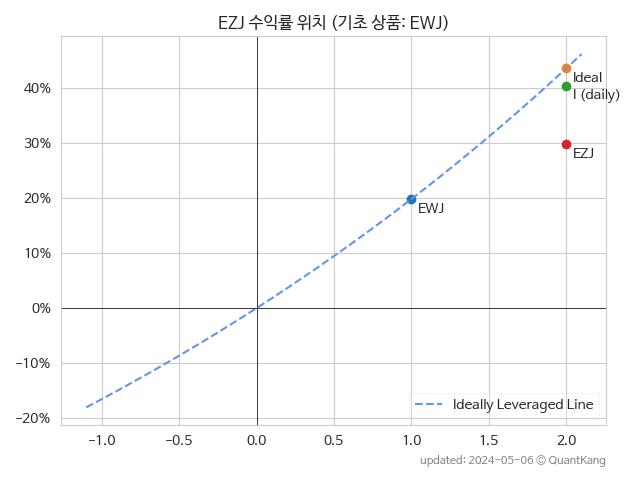 EZJ 수익률 위치 (기초 상품: EWJ)
40%
30%
20%
10%
0%
−10%
−20%
Ideal
I (daily)
EZJ
EWJ
Ideally Leveraged Line
−1.0 −0.5 0.0 0.5 1.0 1.5 2.0
updated: 2024-05-06 © QuantKang